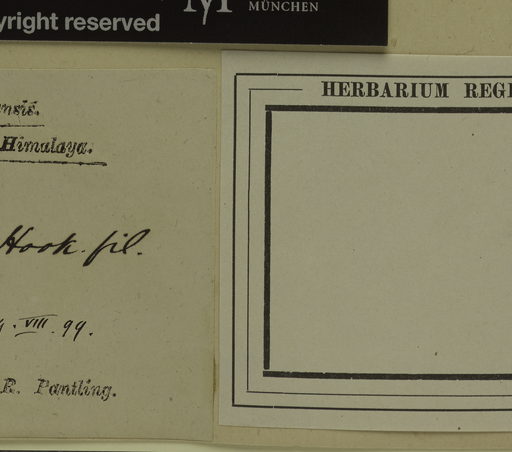 yright reserved
MÜNCHEN
HERBARIUM REGI
nsis.
Himalaya.
Hook. fil.
. VIII. 99.
R. Pantling.